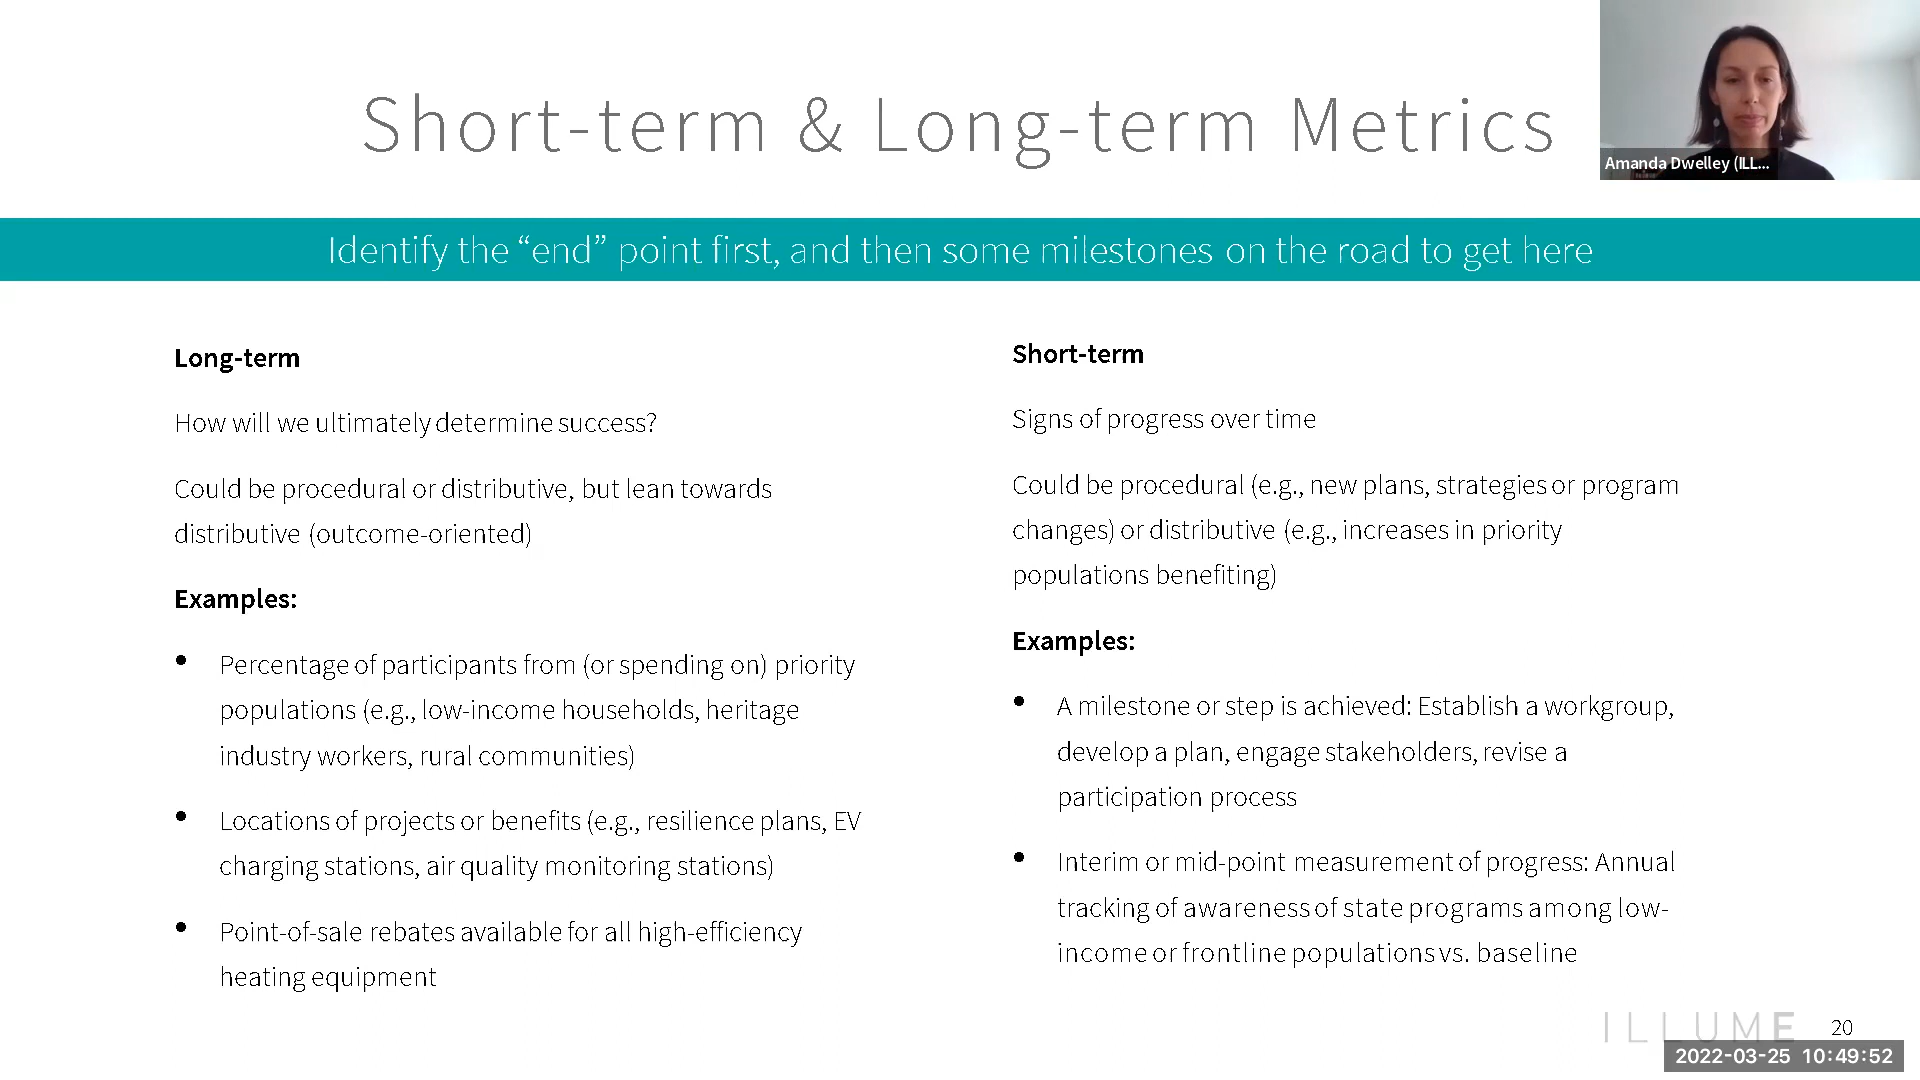 Short-term & Long-term Metrics
Amanda Dwelley (ILL...
Identify the “end” point first, and then some milestones on the road to get here
Long-term
How will we ultimately determine success?
Could be procedural or distributive, but lean towards
distributive (outcome-oriented)
Examples:
• Percentage of participants from (or spending on) priority
populations (e.g., low-income households, heritage
industry workers, rural communities)
• Locations of projects or benefits (e.g., resilience plans, EV
charging stations, air quality monitoring stations)
• Point-of-sale rebates available for all high-efficiency
heating equipment
Short-term
Signs of progress over time
Could be procedural (e.g., new plans, strategies or program
changes) or distributive (e.g., increases in priority
populations benefiting)
Examples:
• A milestone or step is achieved: Establish a workgroup,
develop a plan, engage stakeholders, revise a
participation process
• Interim or mid-point measurement of progress: Annual
tracking of awareness of state programs among low-
income or frontline populations vs. baseline
ILLUME
20
2022-03-25 10:49:52